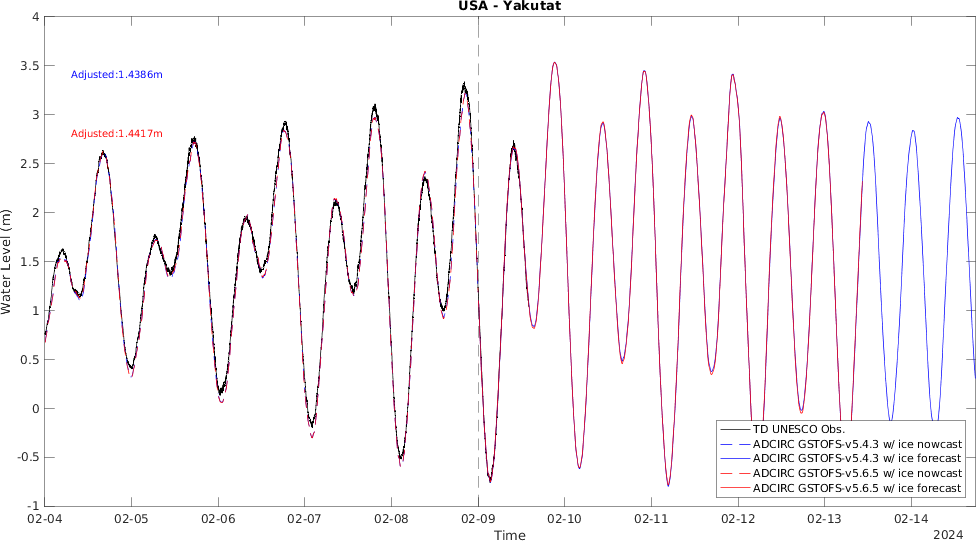 USA - Yakutat
4
3.5
3
2.5
2
1.5
1
0.5
0
-0.5
-1
Water Level (m)
Adjusted:1.4386m
Adjusted:1.4417m
TD UNESCO Obs.
ADCIRC GSTOFS-v5.4.3 w/ ice nowcast
ADCIRC GSTOFS-v5.4.3 w/ ice forecast
ADCIRC GSTOFS-v5.6.5 w/ ice nowcast
ADCIRC GSTOFS-v5.6.5 w/ ice forecast
02-04 02-05 02-06 02-07 02-08 02-09 02-10 02-11 02-12 02-13 02-14
Time
2024